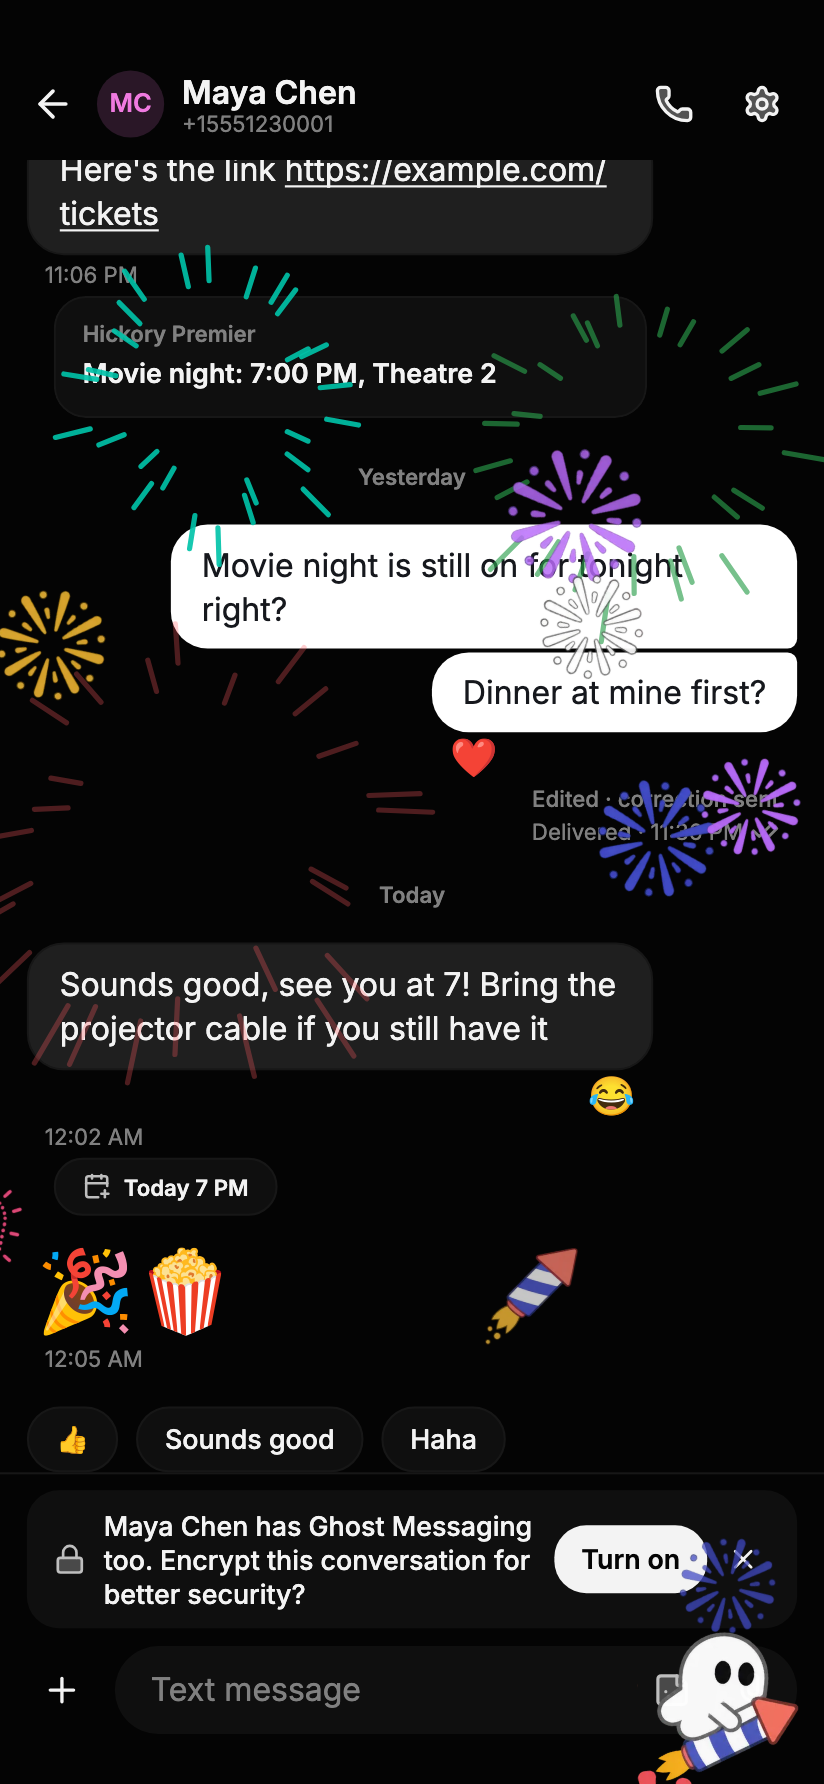 MC
Maya Chen
+15551230001
Here's the link https://example.com/
tickets
11:06 PM
Hickory Premier
Movie night: 7:00 PM, Theatre 2
Yesterday
Movie night is still on for tonight
right?
Dinner at mine first?
Edited · correction sent
Delivered · 11:30 PM
Today
Sounds good, see you at 7! Bring the
projector cable if you still have it
12:02 AM
Today 7 PM
12:05 AM
Sounds good
Haha
Maya Chen has Ghost Messaging
too. Encrypt this conversation for
better security?
Turn on
Text message